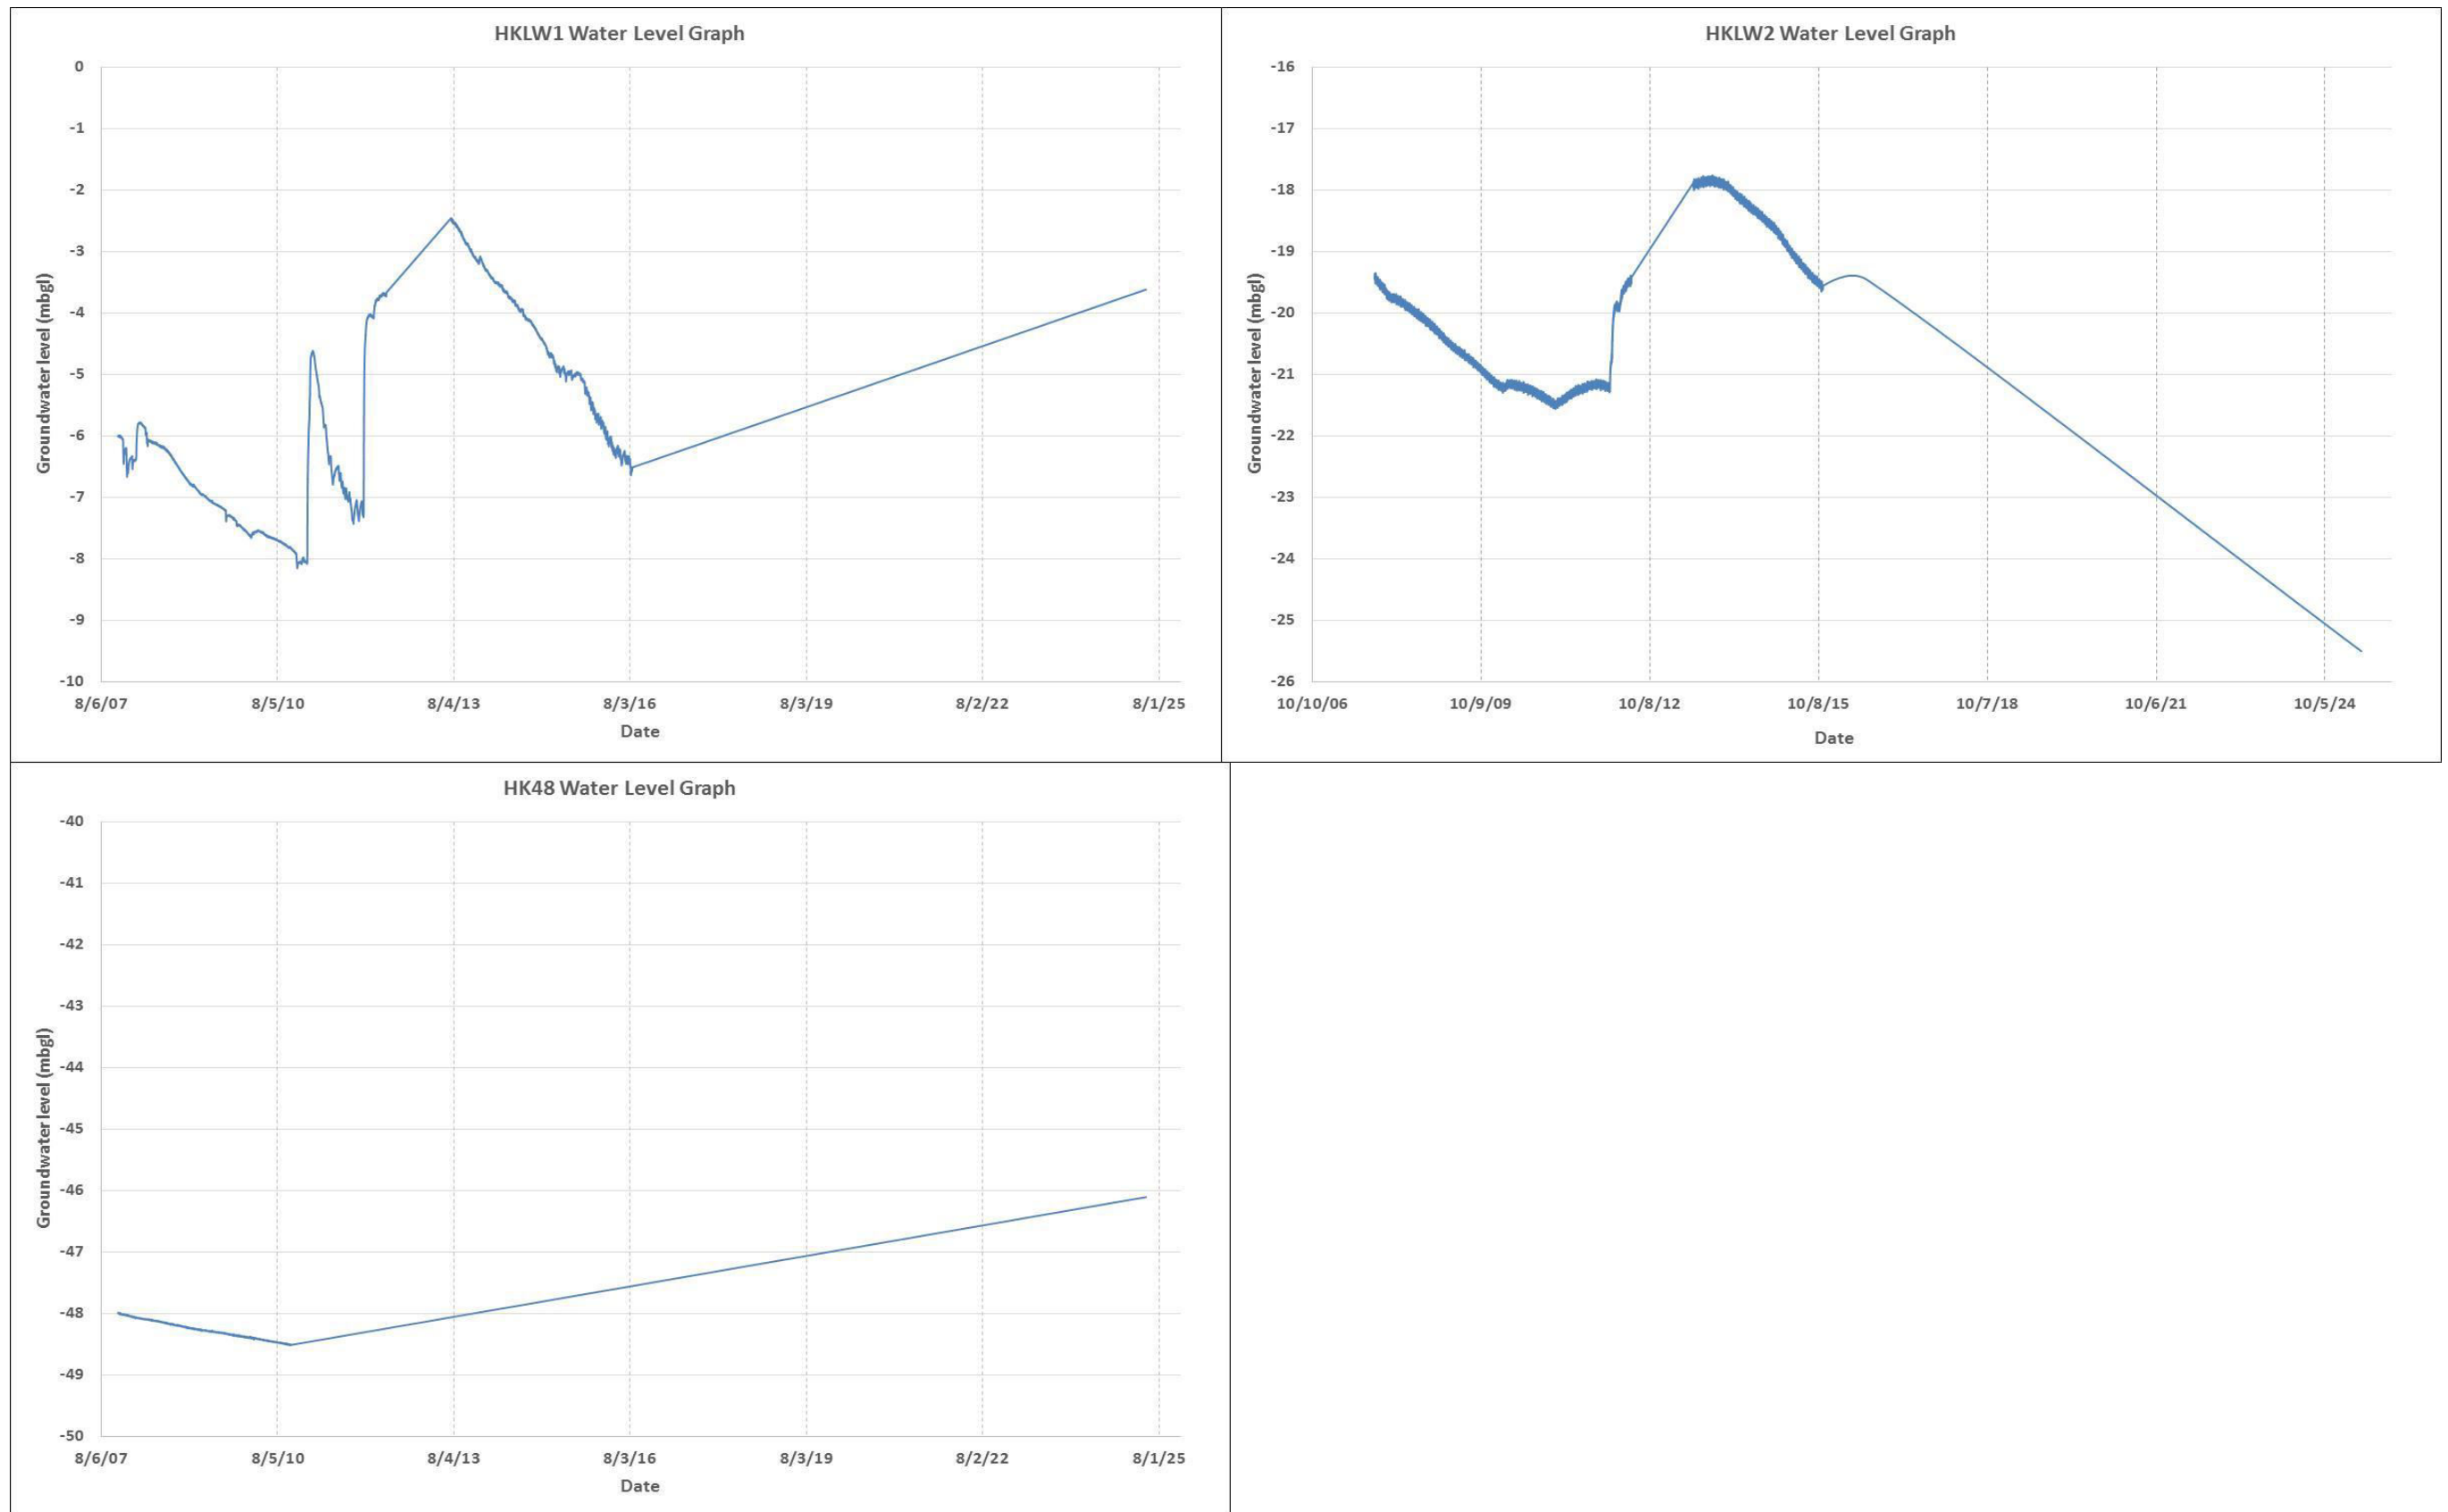 HKLW1 Water Level Graph
0
-1
-2
-3
-4
-5
-6
-7
-8
-9
-10
Groundwater level (mbgl)
8/6/07 8/5/10 8/4/13 8/3/16 8/3/19 8/2/22 8/1/25
Date
HKLW2 Water Level Graph
-16
-17
-18
-19
-20
-21
-22
-23
-24
-25
-26
Groundwater level (mbgl)
10/10/06 10/9/09 10/8/12 10/8/15 10/7/18 10/6/21 10/5/24
Date
HK48 Water Level Graph
-40
-41
-42
-43
-44
-45
-46
-47
-48
-49
-50
Groundwater level (mbgl)
8/6/07 8/5/10 8/4/13 8/3/16 8/3/19 8/2/22 8/1/25
Date